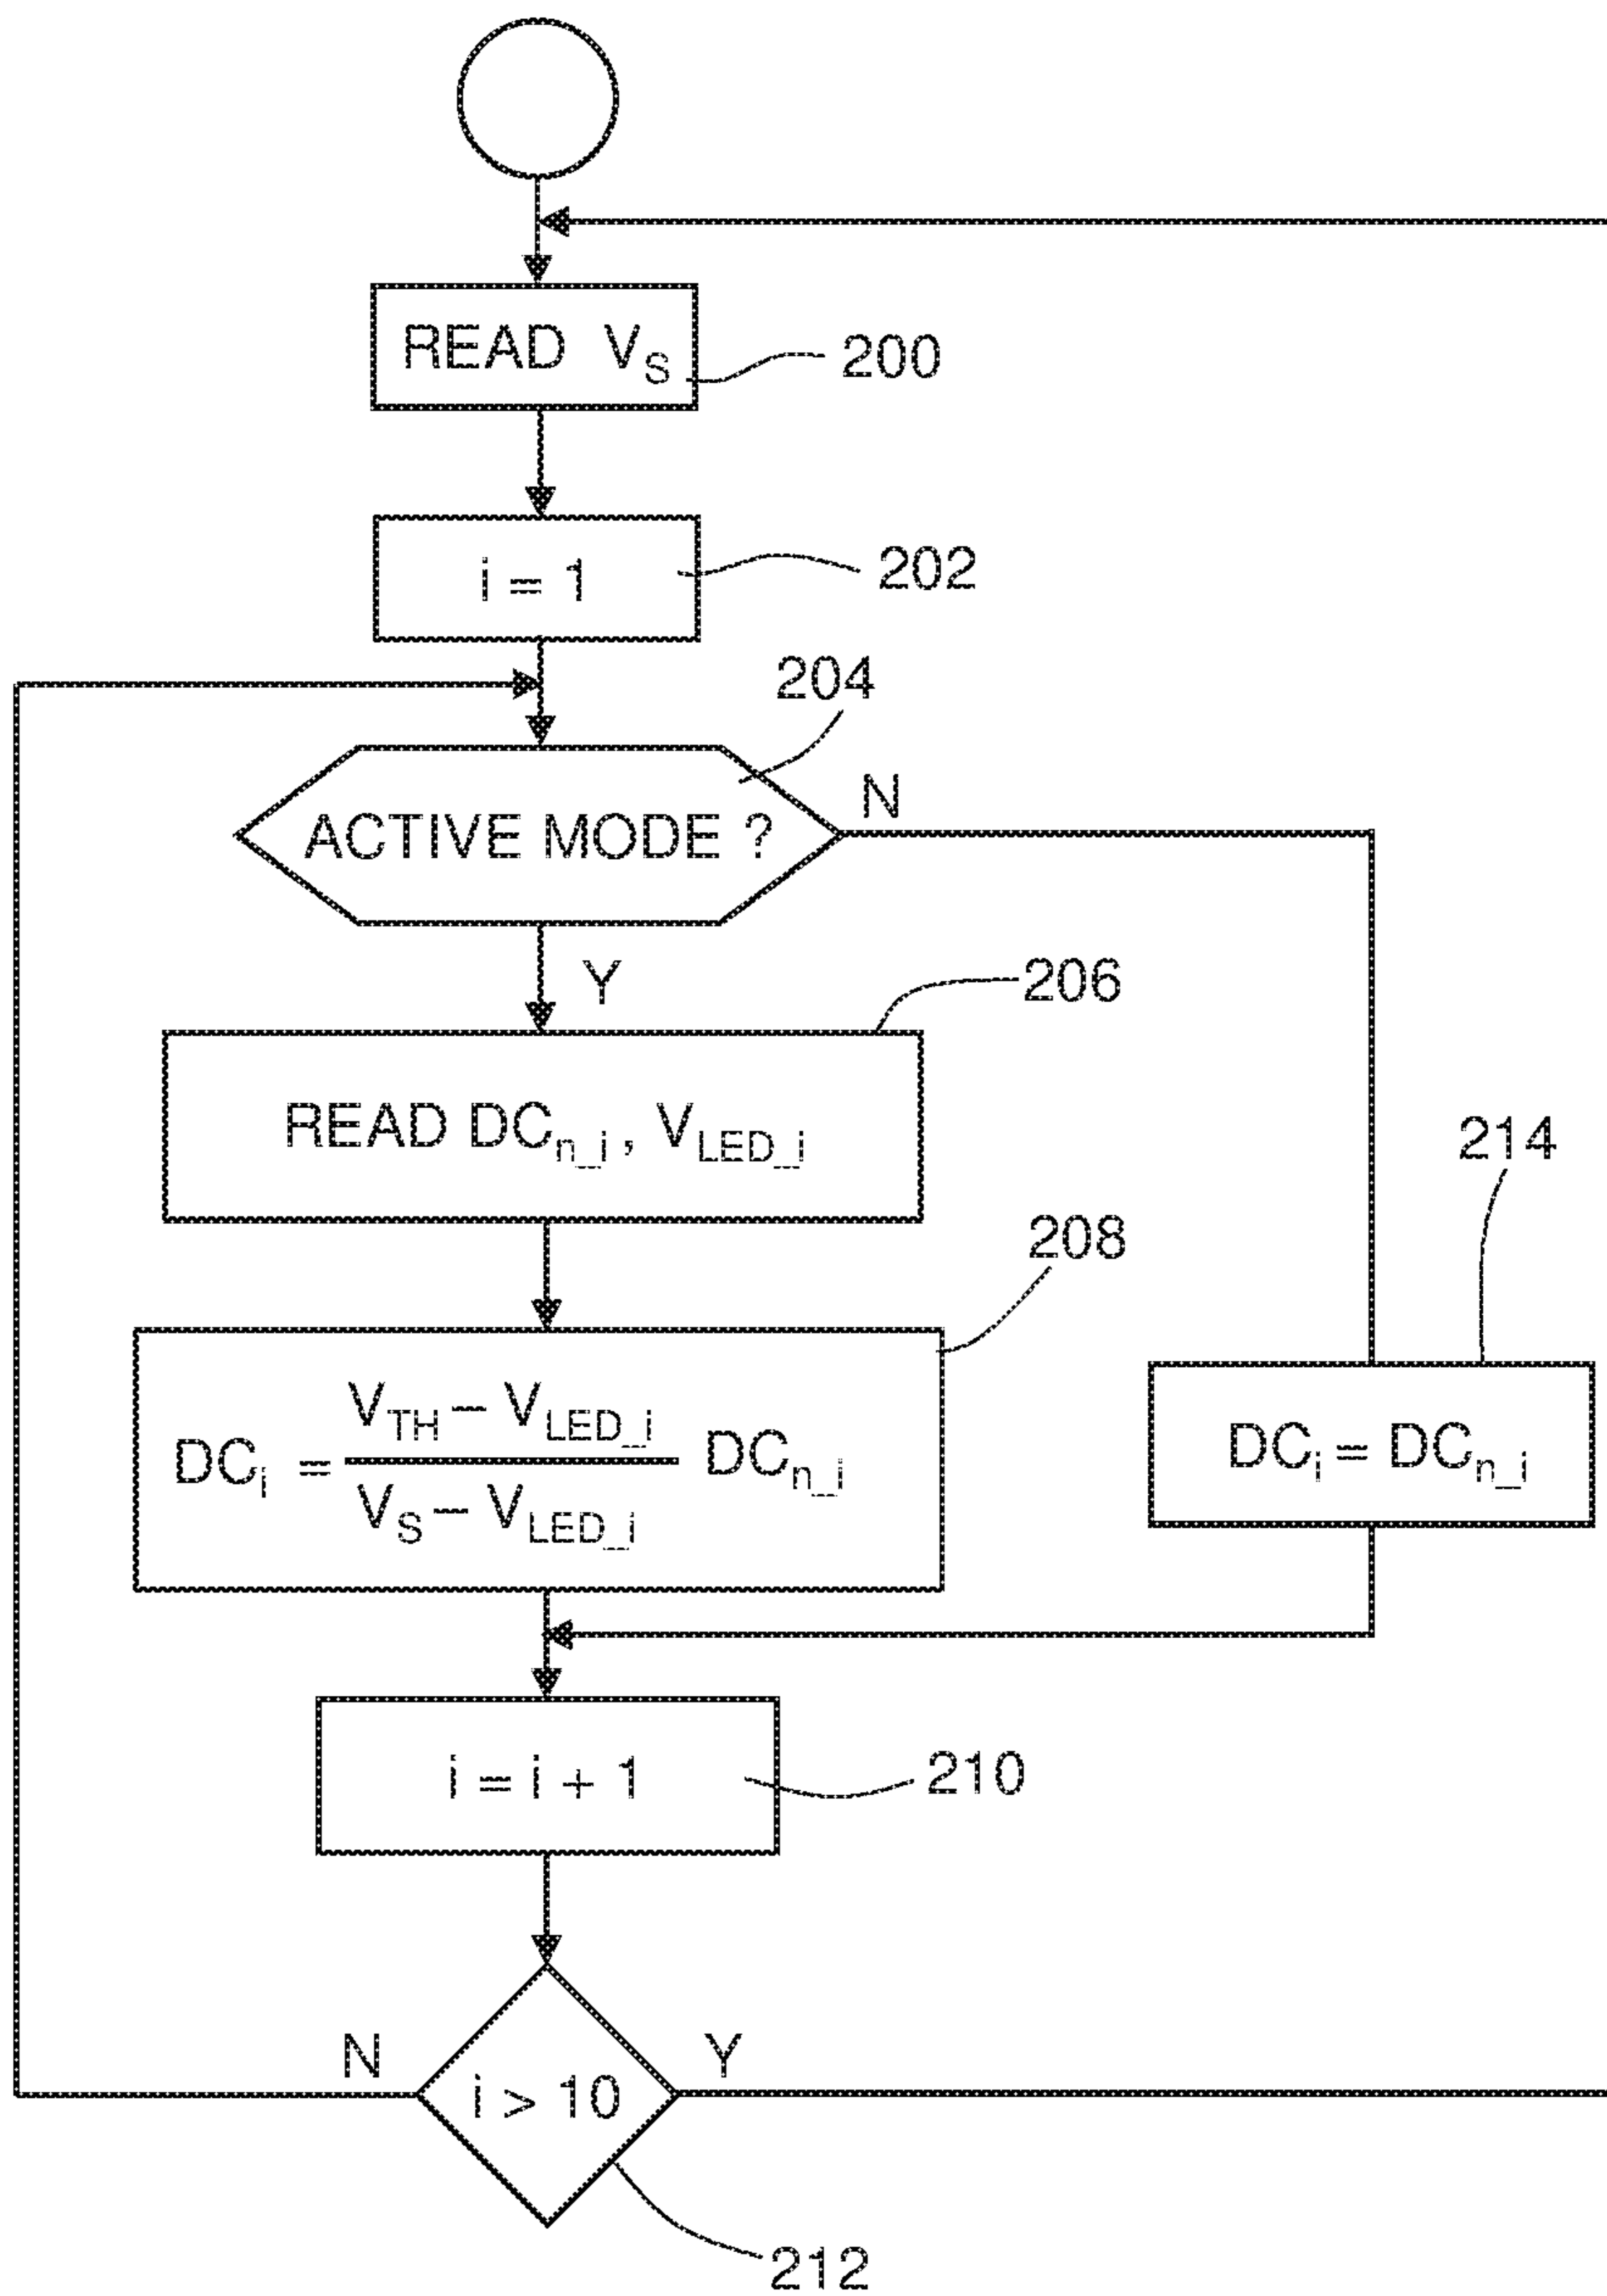 READ V_S
200
i = 1
202
204
ACTIVE MODE ?
N
Y
206
READ DC_n_i , V_LED_i
214
208
DC_i = (V_TH – V_LED_i) / (V_S – V_LED_i) DC_n_i
DC_i = DC_n_i
i = i + 1
210
N
Y
i > 10
212